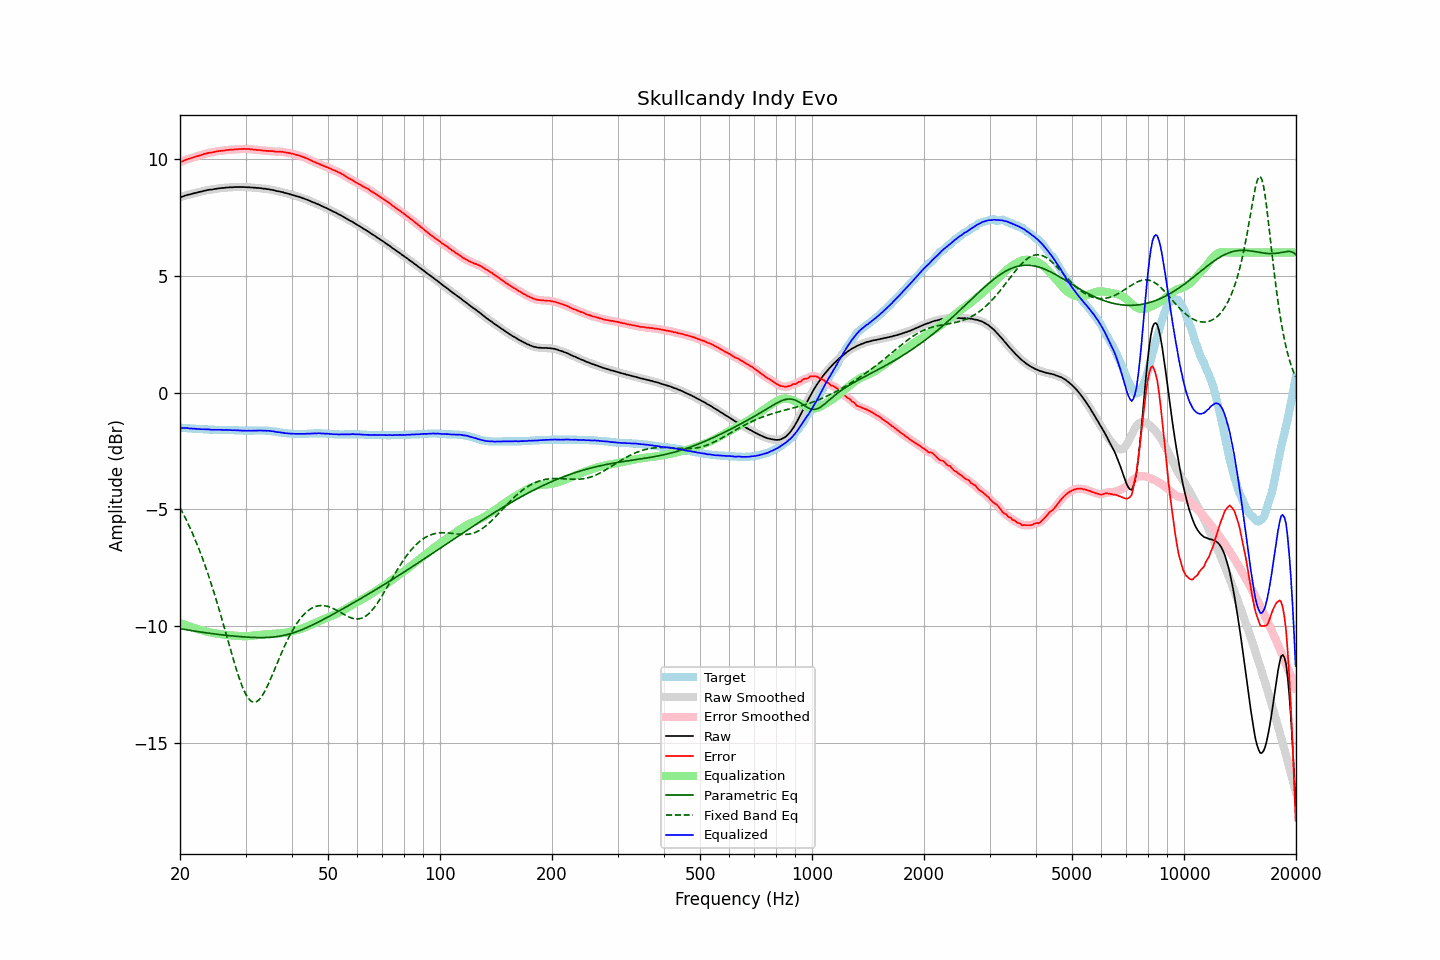 Skullcandy Indy Evo
Amplitude (dBr)
10
5
0
−5
−10
−15
Target
Raw Smoothed
Error Smoothed
Raw
Error
Equalization
Parametric Eq
Fixed Band Eq
Equalized
20 50 100 200 500 1000 2000 5000 10000 20000
Frequency (Hz)